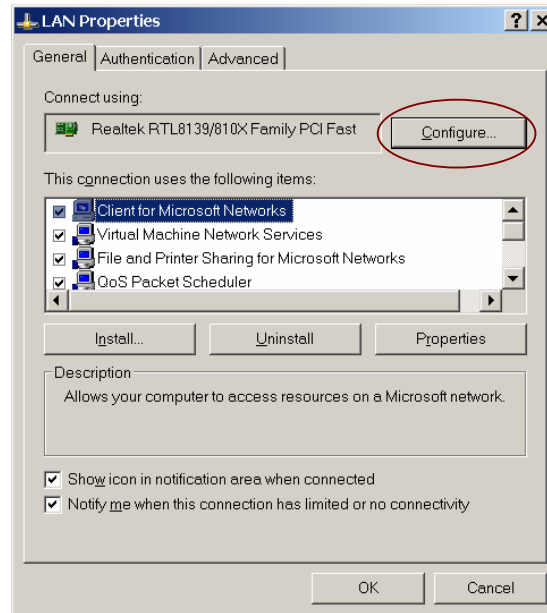 LAN Properties
General Authentication Advanced
Connect using:
Realtek RTL8139/810X Family PCI Fast Configure...
This connection uses the following items:
Client for Microsoft Networks
Virtual Machine Network Services
File and Printer Sharing for Microsoft Networks
QoS Packet Scheduler
Install... Uninstall Properties
Description
Allows your computer to access resources on a Microsoft network.
Show icon in notification area when connected
Notify me when this connection has limited or no connectivity
OK Cancel